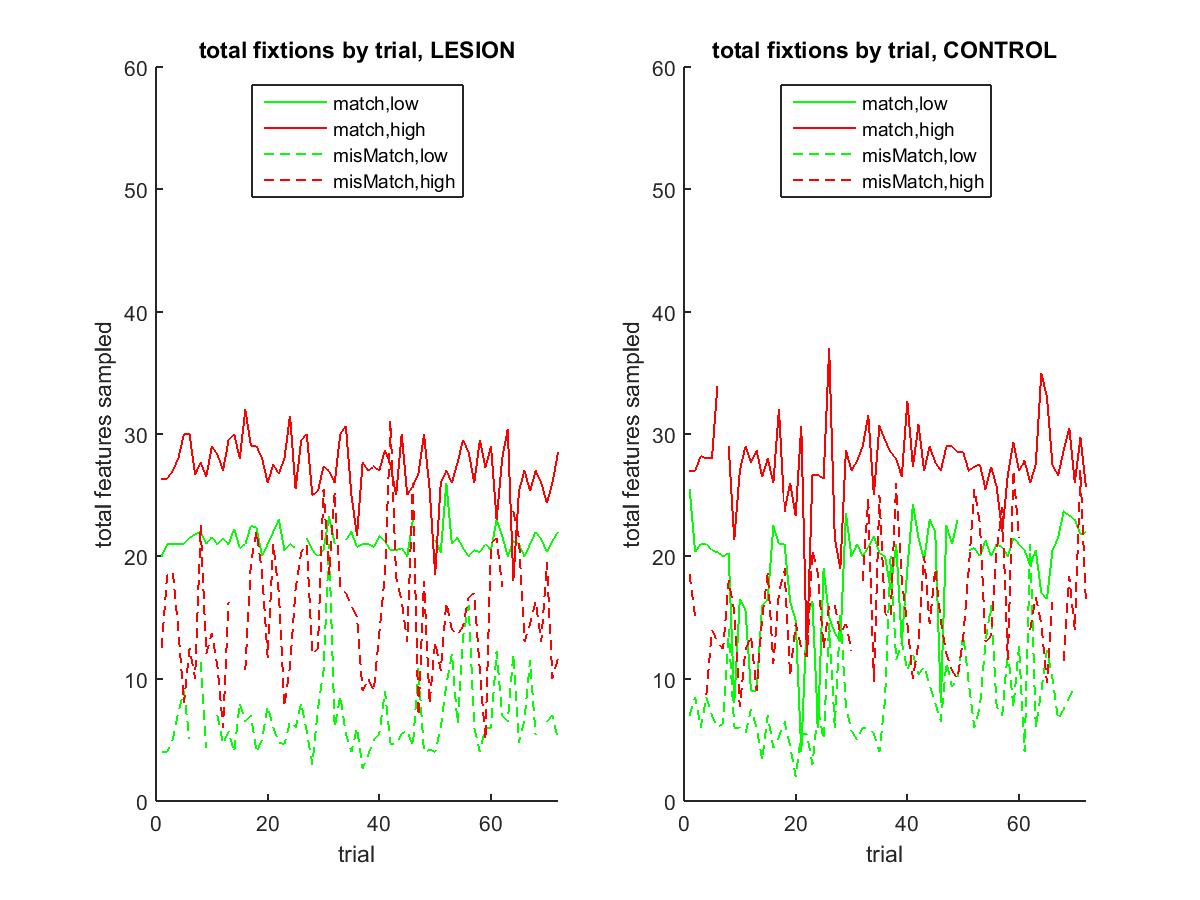 total fixtions by trial, LESION
60
50
40
30
20
10
0
total features sampled
match,low
match,high
misMatch,low
misMatch,high
0 20 40 60
trial
total fixtions by trial, CONTROL
60
50
40
30
20
10
0
total features sampled
match,low
match,high
misMatch,low
misMatch,high
0 20 40 60
trial